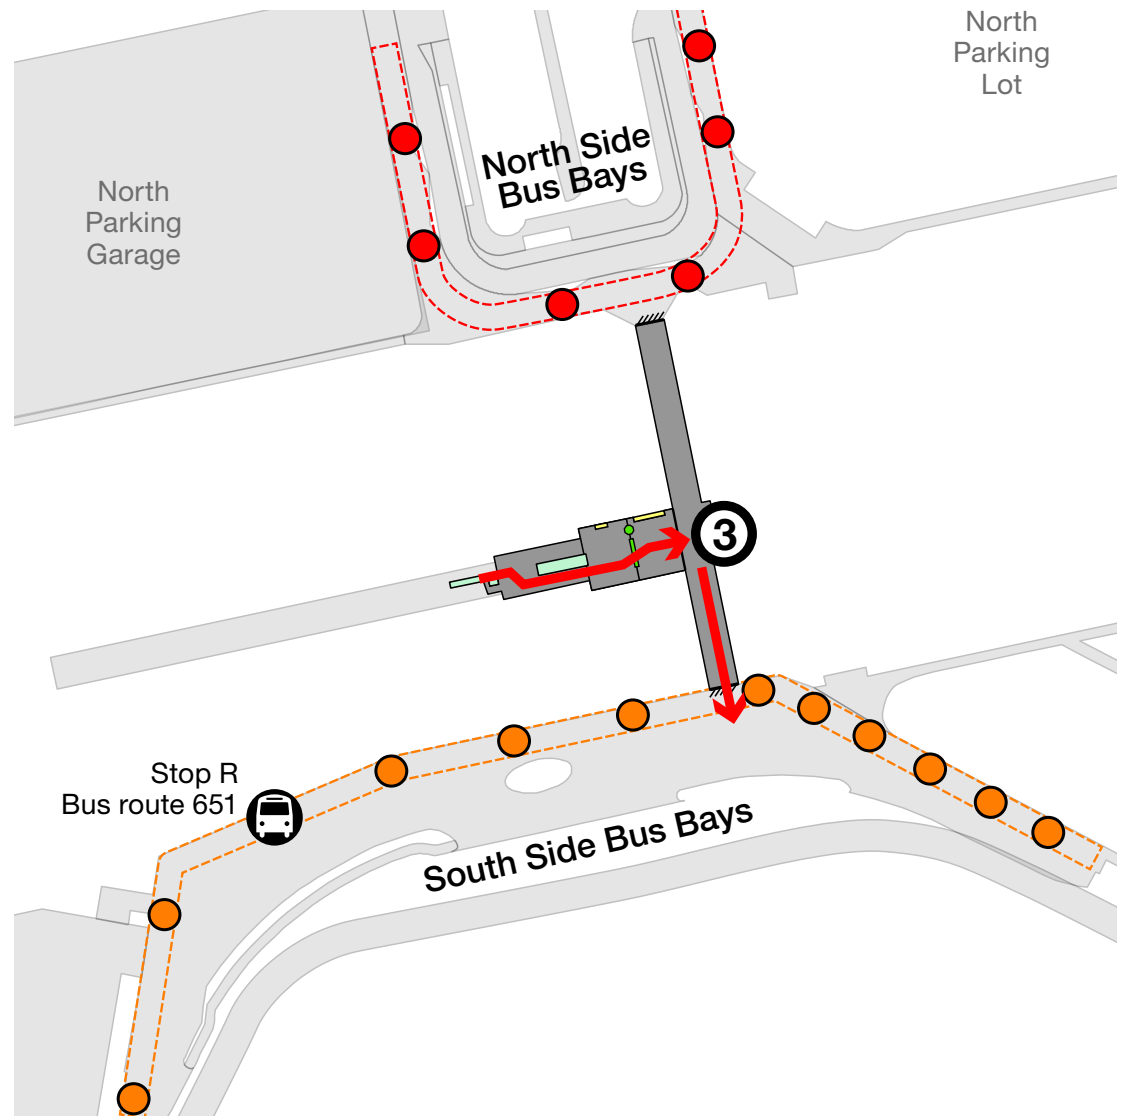 North
Parking
Lot
North Side
Bus Bays
North
Parking
Garage
3
Stop R
Bus route 651
South Side Bus Bays